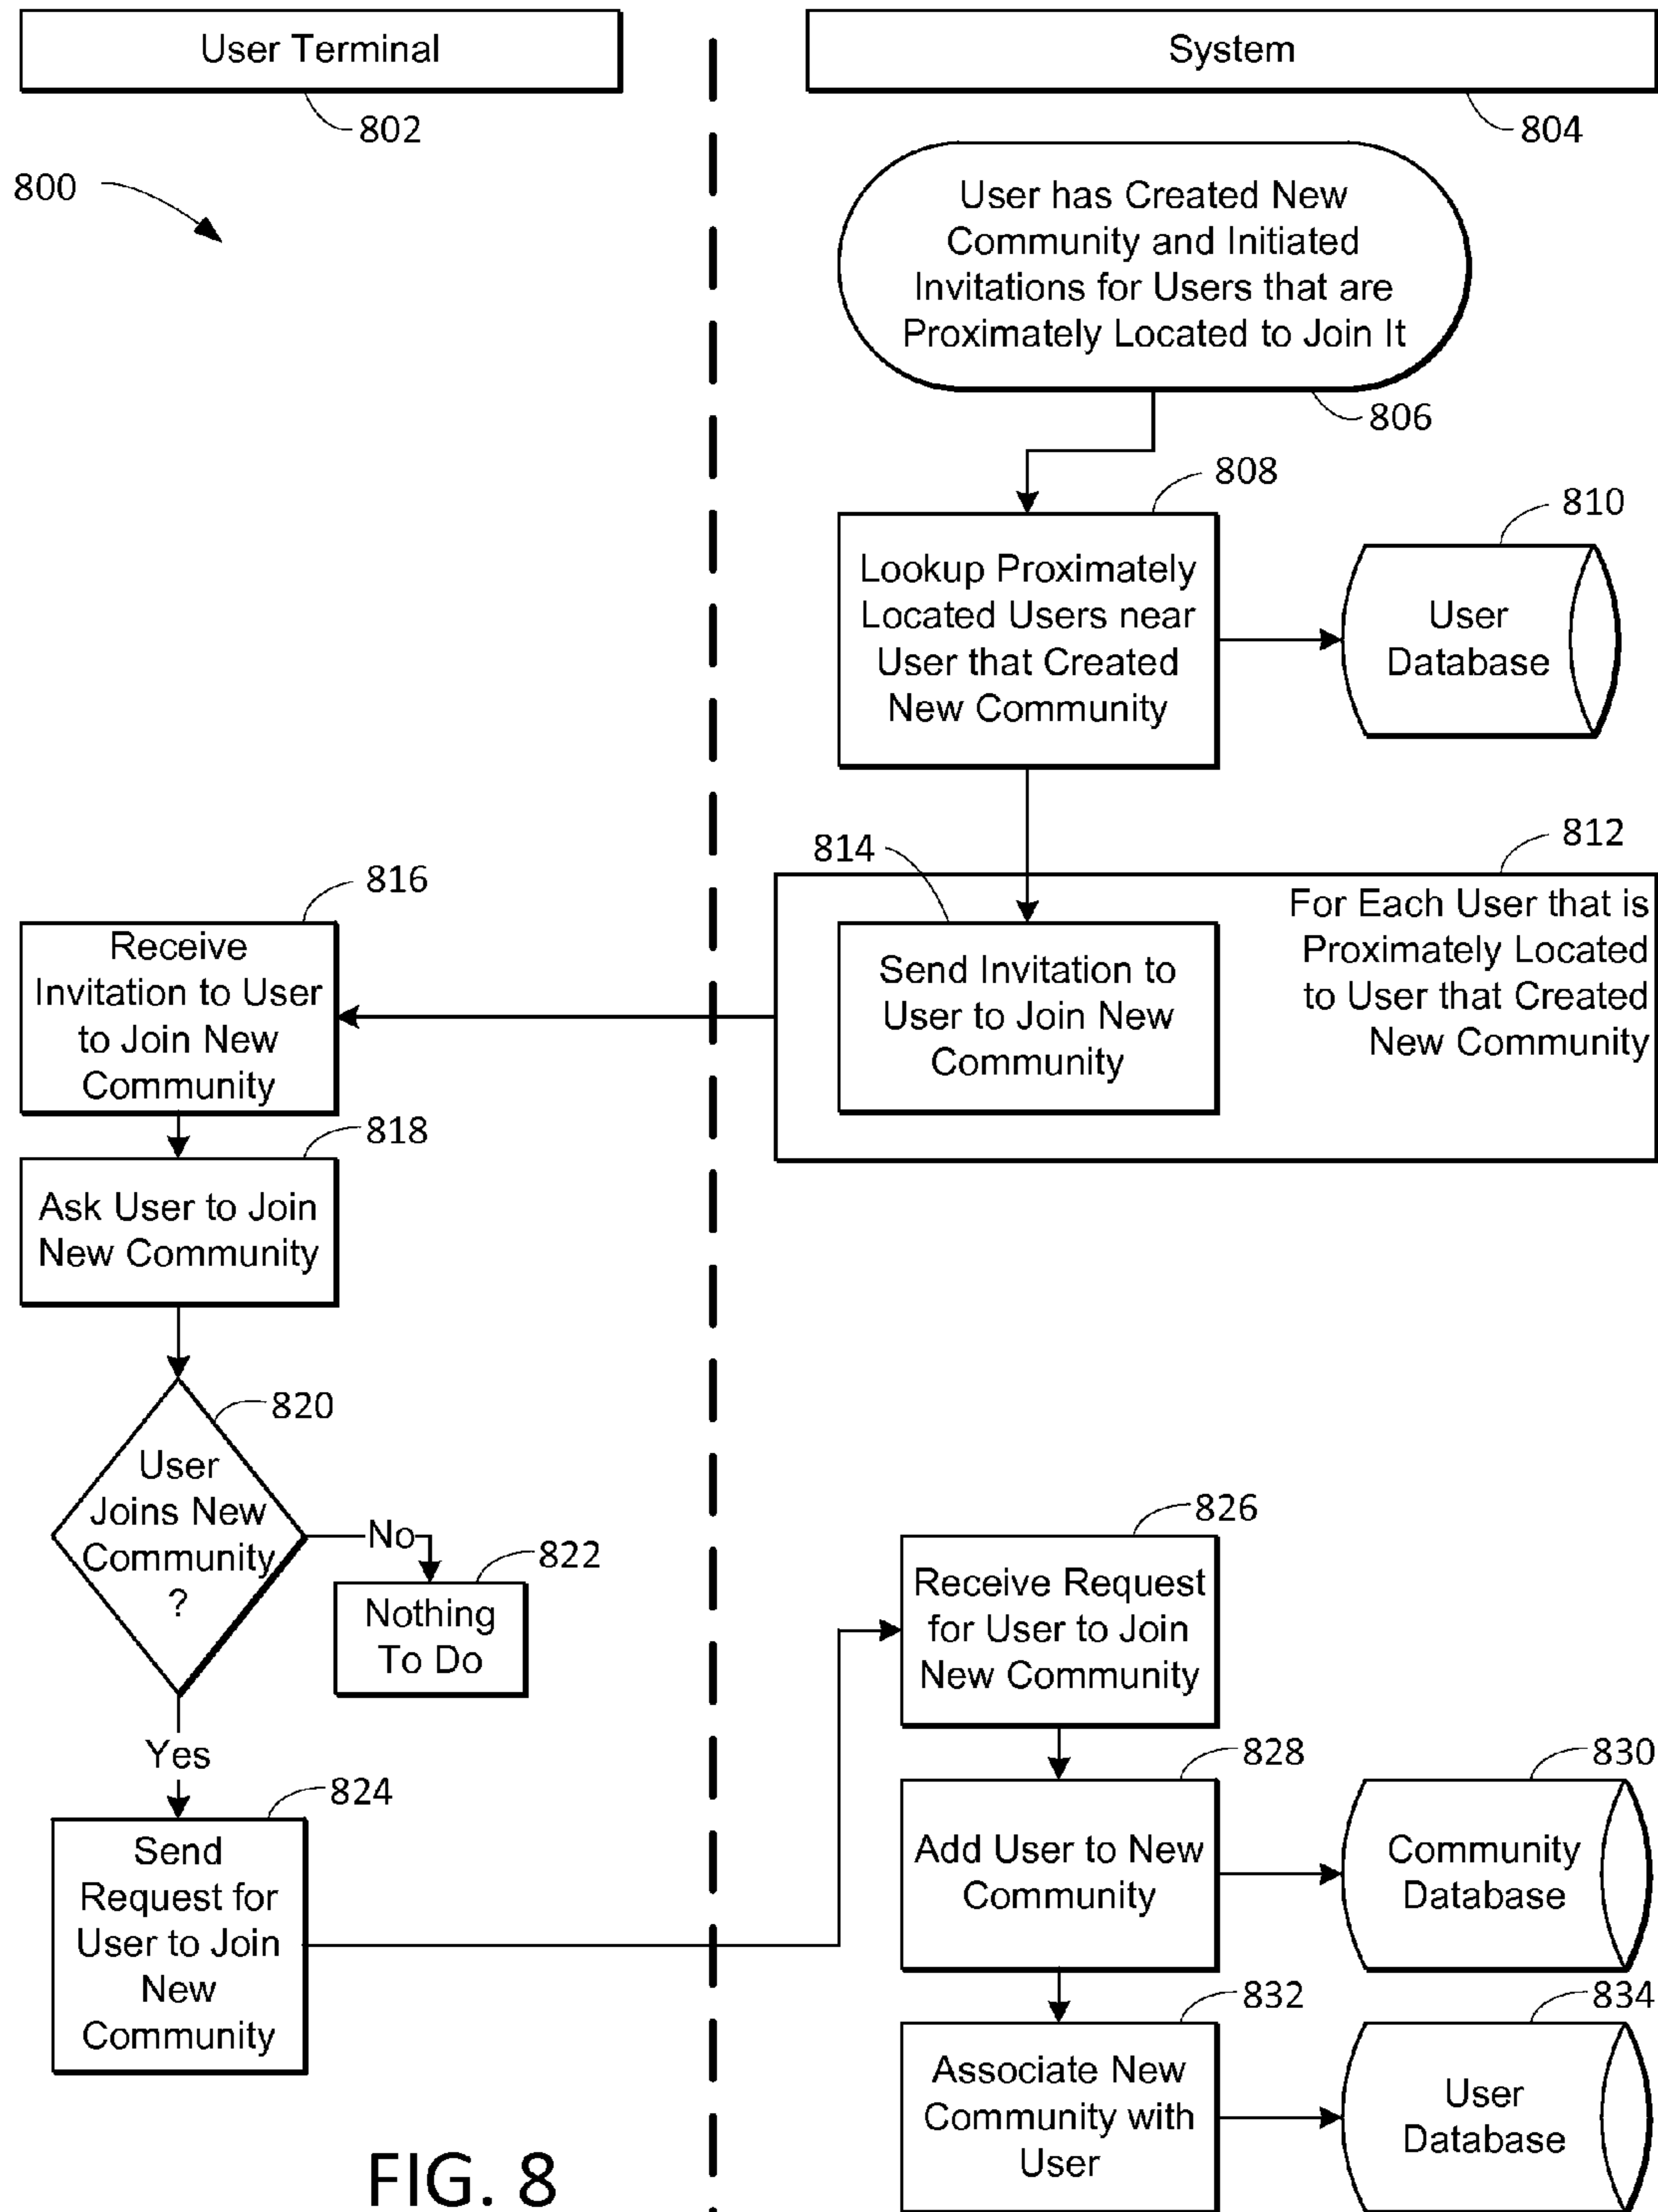 User Terminal
System
802
804
800
User has Created New
Community and Initiated
Invitations for Users that are
Proximately Located to Join It
806
808
Lookup Proximately
Located Users near
User that Created
New Community
810
User
Database
812
For Each User that is
Proximately Located
to User that Created
New Community
814
Send Invitation to
User to Join New
Community
816
Receive
Invitation to User
to Join New
Community
818
Ask User to Join
New Community
820
User
Joins New
Community
?
No
822
Nothing
To Do
Yes
824
Send
Request for
User to Join
New
Community
826
Receive Request
for User to Join
New Community
828
Add User to New
Community
830
Community
Database
832
Associate New
Community with
User
834
User
Database
FIG. 8